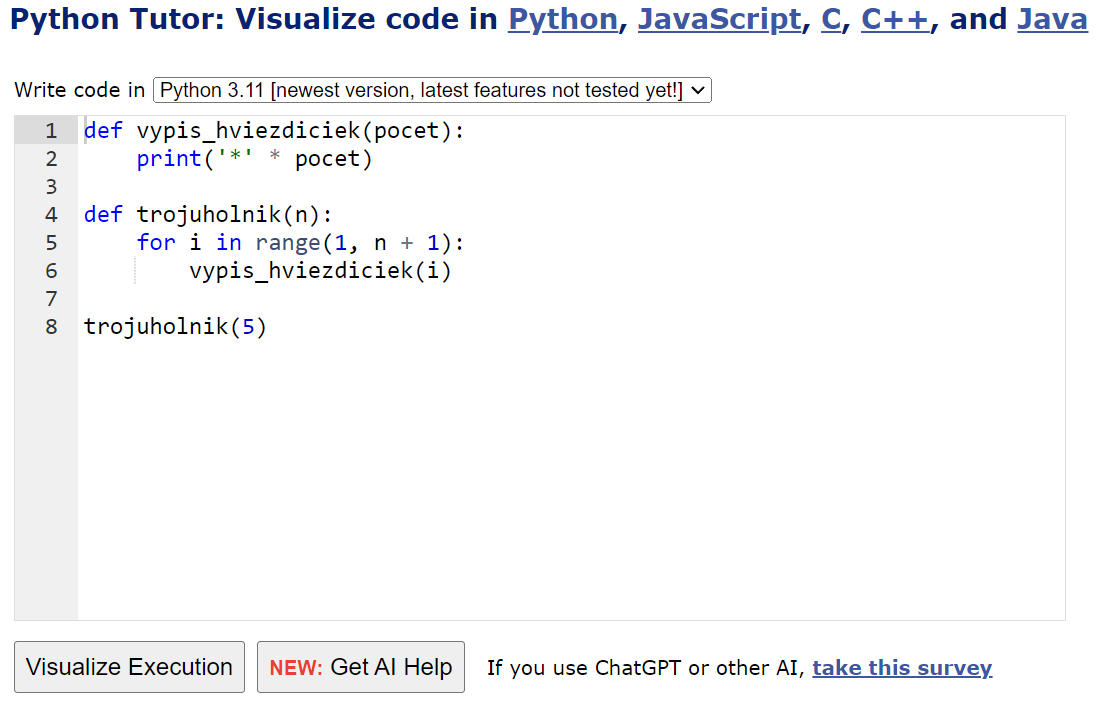 Python Tutor: Visualize code in Python, JavaScript, C, C++, and Java
Write code in Python 3.11 [newest version, latest features not tested yet!]
1 def vypis_hviezdiciek(pocet):
2     print('*' * pocet)
3
4 def trojuholnik(n):
5     for i in range(1, n + 1):
6         vypis_hviezdiciek(i)
7
8 trojuholnik(5)
Visualize Execution NEW: Get AI Help If you use ChatGPT or other AI, take this survey